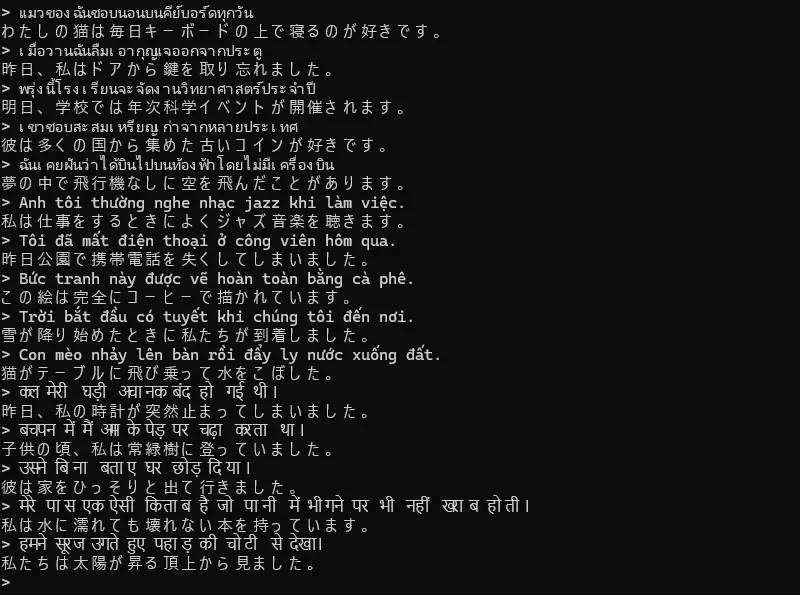 > แมวของฉันชอบนอนบนคีย์บอร์ดทุกวัน
わたしの猫は毎日キーボードの上で寝るのが好きです。
> เมื่อวานฉันลืมเอากุญแจออกจากประตู
昨日、私はドアから鍵を取り忘れました。
> พรุ่งนี้โรงเรียนจะจัดงานวิทยาศาสตร์ประจำปี
明日、学校では年次科学イベントが開催されます。
> เขาชอบสะสมเหรียญเก่าจากหลายประเทศ
彼は多くの国から集めた古いコインが好きです。
> ฉันเคยฝันว่าได้บินไปบนท้องฟ้าโดยไม่มีเครื่องบิน
夢の中で飛行機なしに空を飛んだことがあります。
> Anh tôi thường nghe nhạc jazz khi làm việc.
私は仕事をするときによくジャズ音楽を聴きます。
> Tôi đã mất điện thoại ở công viên hôm qua.
昨日公園で携帯電話を失くしてしまいました。
> Bức tranh này được vẽ hoàn toàn bằng cà phê.
この絵は完全にコーヒーで描かれています。
> Trời bắt đầu có tuyết khi chúng tôi đến nơi.
雪が降り始めたときに私たちが到着しました。
> Con mèo nhảy lên bàn rồi đẩy ly nước xuống đất.
猫がテーブルに飛び乗って水をこぼした。
> कल मेरी घड़ी अचानक बंद हो गई थी।
昨日、私の時計が突然止まってしまいました。
> बचपन में मैं आम के पेड़ पर चढ़ा करता था।
子供の頃、私は常緑樹に登っていました。
> उसने बिना बताए घर छोड़ दिया।
彼は家をひっそりと出て行きました。
> मेरे पास एक ऐसी किताब है जो पानी में भीगने पर भी नहीं खराब होती।
私は水に濡れても壊れない本を持っています。
> हमने सूरज उगते हुए पहाड़ की चोटी से देखा।
私たちは太陽が昇る頂上から見ました。
>